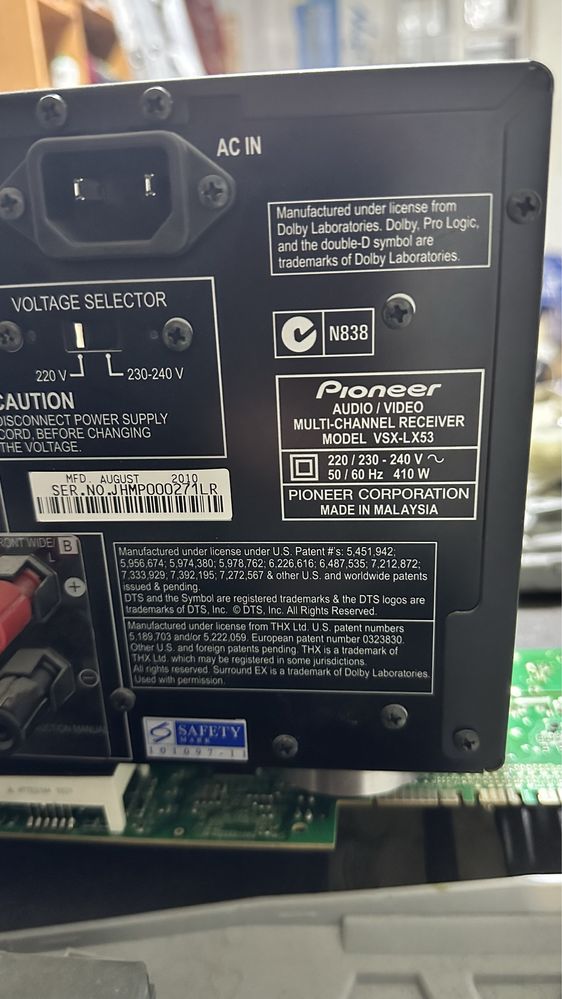 AC IN
Manufactured under license from
Dolby Laboratories. Dolby, Pro Logic,
and the double-D symbol are
trademarks of Dolby Laboratories.
VOLTAGE SELECTOR
220 V
230-240 V
CAUTION
DISCONNECT POWER SUPPLY
CORD, BEFORE CHANGING
THE VOLTAGE.
N838
Pioneer
AUDIO / VIDEO
MULTI-CHANNEL RECEIVER
MODEL VSX-LX53
220 / 230 - 240 V ~
50 / 60 Hz 410 W
PIONEER CORPORATION
MADE IN MALAYSIA
MFD. AUGUST 2010
SER.NO.JHMP000271LR
FRONT WIDE/ B
L
+
−
Manufactured under license under U.S. Patent #'s: 5,451,942;
5,956,674; 5,974,380; 5,978,762; 6,226,616; 6,487,535; 7,212,872;
7,333,929; 7,392,195; 7,272,567 & other U.S. and worldwide patents
issued & pending.
DTS and the Symbol are registered trademarks & the DTS logos are
trademarks of DTS, Inc. © DTS, Inc. All Rights Reserved.
Manufactured under license from THX Ltd. U.S. patent numbers
5,189,703 and/or 5,222,059. European patent number 0323830.
Other U.S. and foreign patents pending. THX is a trademark of
THX Ltd. which may be registered in some jurisdictions.
All rights reserved. Surround EX is a trademark of Dolby Laboratories.
Used with permission.
MANUAL
SAFETY
MARK